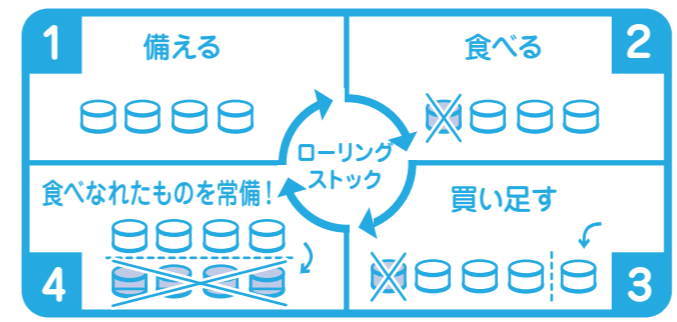 1
備える
2
食べる
ローリング
ストック
3
買い足す
4
食べなれたものを常備!